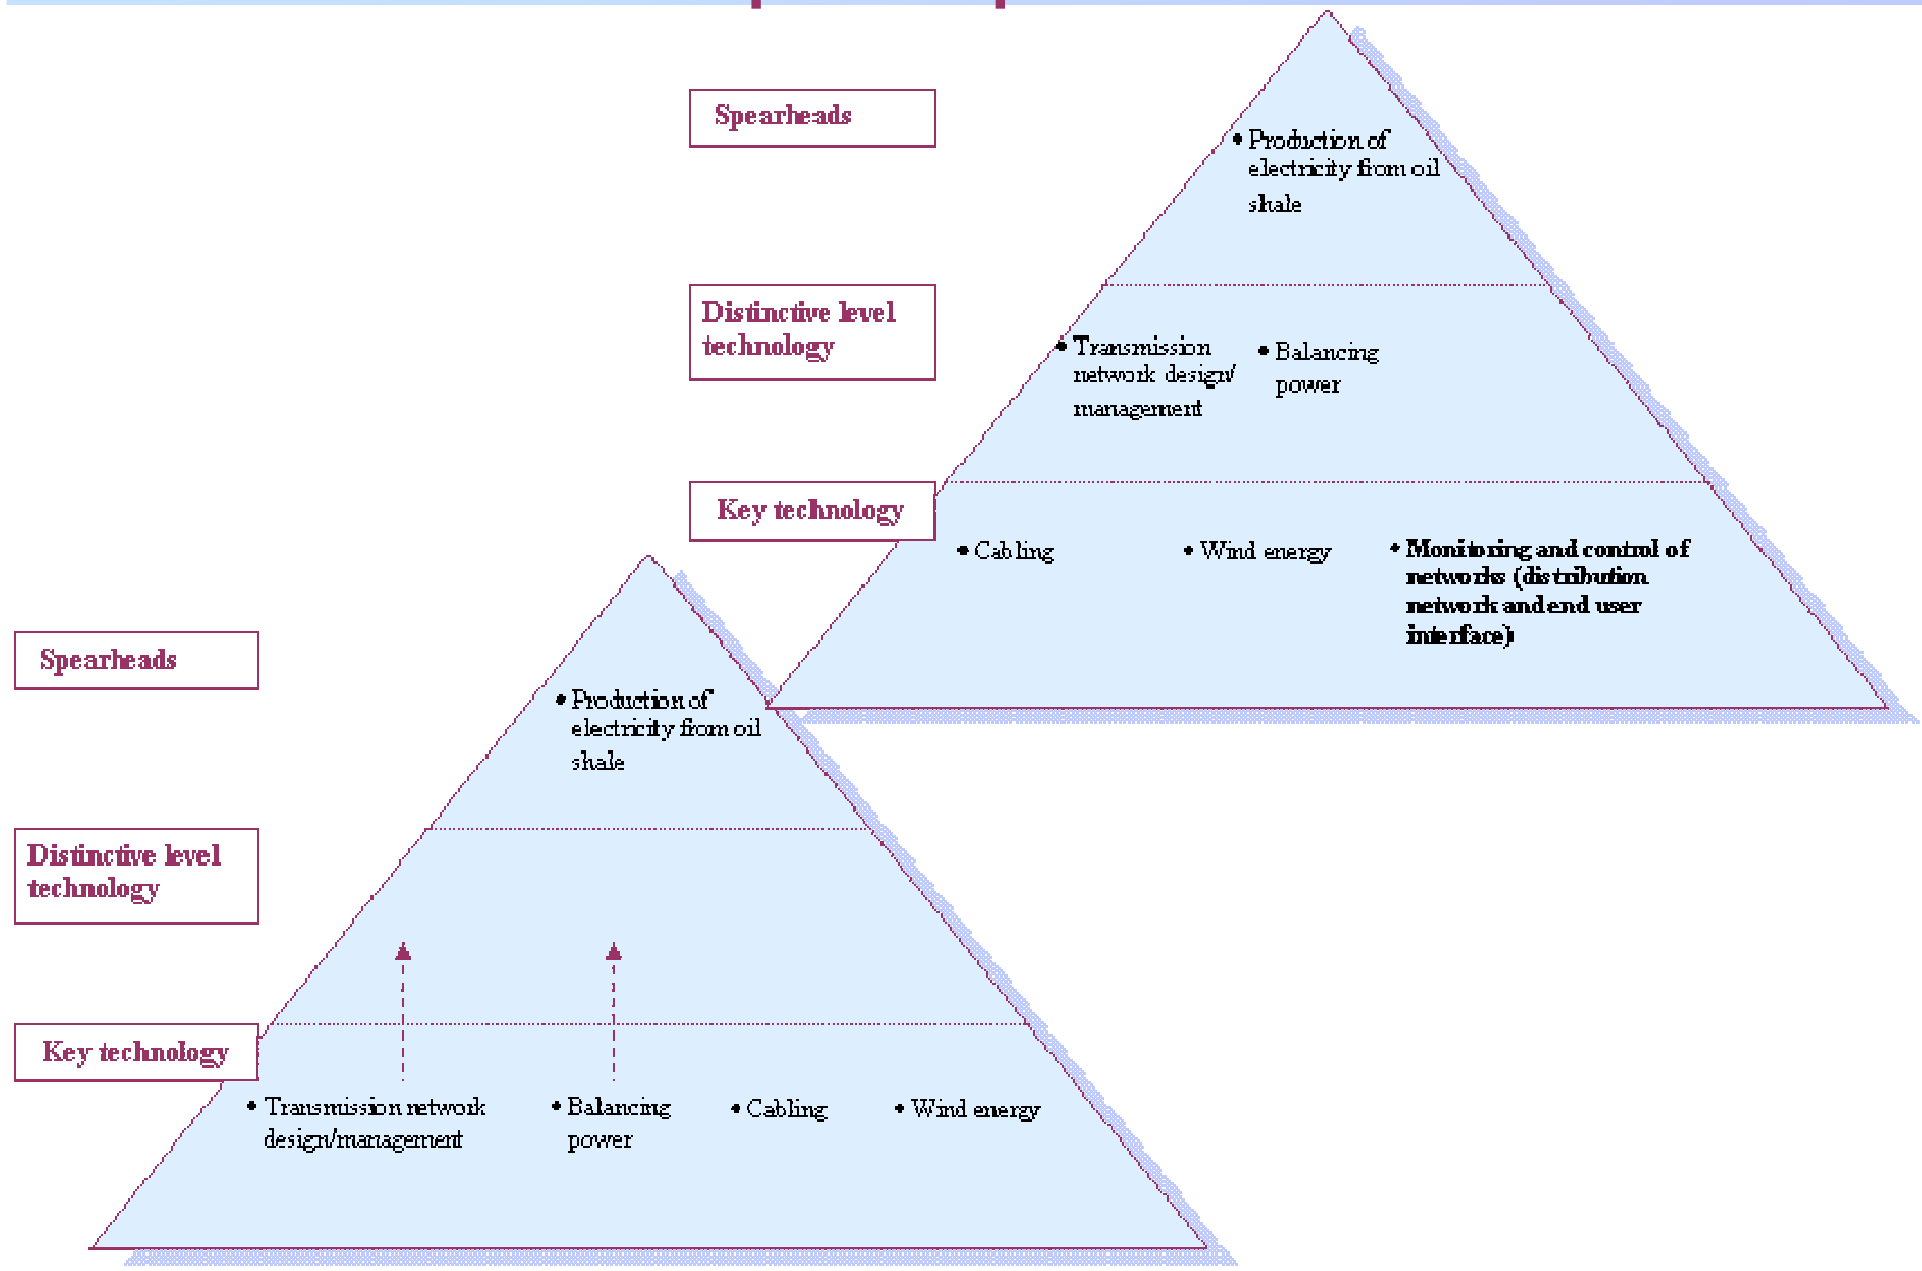 Spearheads
• Production of
electricity from oil
shale
Distinctive level
technology
• Transmission
network design/
management
• Balancing
power
Key technology
• Cabling
• Wind energy
• Monitoring and control of
networks (distribution
network and end user
interface)
Spearheads
• Production of
electricity from oil
shale
Distinctive level
technology
Key technology
• Transmission network
design/management
• Balancing
power
• Cabling
• Wind energy